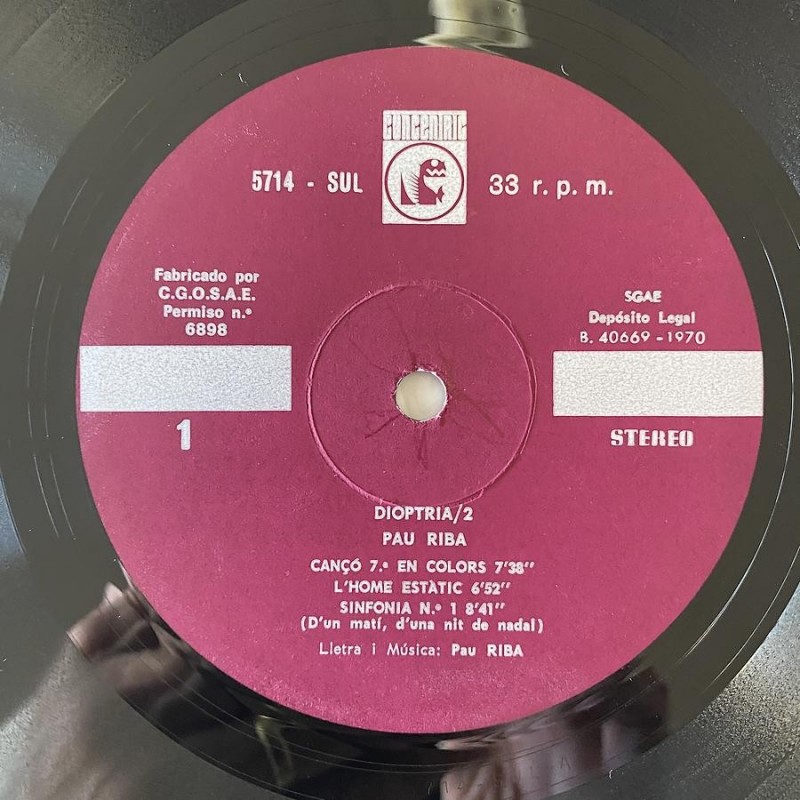 CONCENTRIC
5714 - SUL
33 r.p.m.
Fabricado por
C.G.O.S.A.E.
Permiso n.º
6898
SGAE
Depósito Legal
B. 40669 - 1970
1
STEREO
DIOPTRIA/2
PAU RIBA
CANÇÓ 7.ª EN COLORS 7'38"
L'HOME ESTÀTIC 6'52"
SINFONIA N.º 1 8'41"
(D'un matí, d'una nit de nadal)
Lletra i Música: Pau RIBA